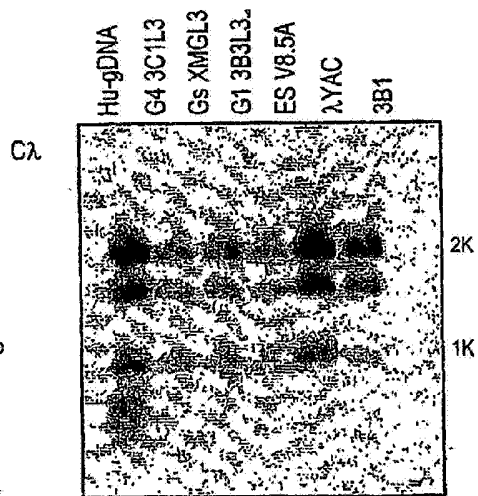 Hu-gDNA
G4 3C1L3
Gs XMGL3
G1 3B3L3
ES V8.5A
λYAC
3B1
Cλ
2K
1K